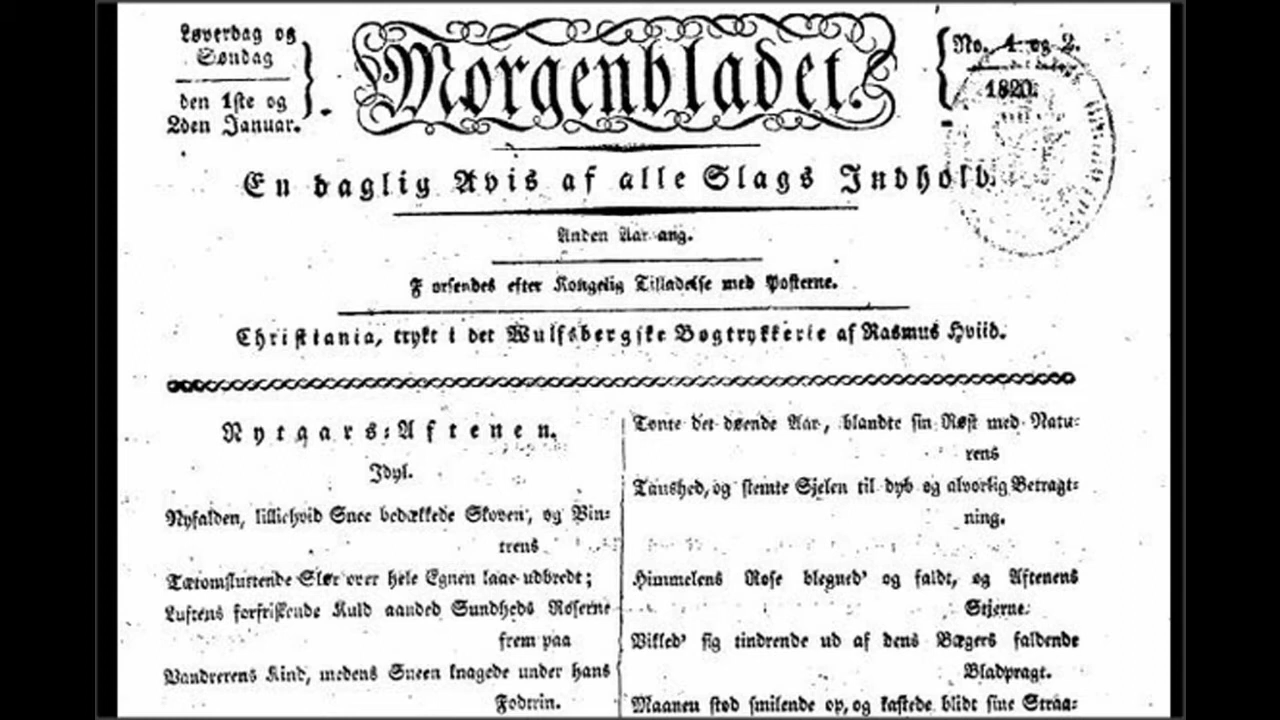 Løverdag og
Søndag
den 1ste og
2den Januar.
Morgenbladet.
No. 1 og 2.
1820.
En daglig Avis af alle Slags Indhold.
Anden Aargang.
Forsendes efter Kongelig Tilladelse med Posterne.
Christiania, trykt i det Wulfsbergske Bogtrykkerie af Rasmus Hviid.
Nytaars-Aftenen.
Idyl.
Nyfalden, lilliehvid Snee bedækkede Skoven, og Vin-
trens
Tætomsluttende Slør over hele Egnen laae udbredt;
Luftens forfriskende Kuld aanded Sundheds Roserne
frem paa
Vandrerens Kind, medens Sneen knagede under hans
Fodtrin.
Tonte det døende Aar, blandte sin Røst med Natu-
rens
Taushed, og stemte Sjelen til dyb og alvorlig Betragt-
ning.
Himmelens Rose blegned' og faldt, og Aftenens
Stjerne
Vikled' sig tindrende ud af dens Bægers faldende
Bladpragt.
Maanen stod smilende op, og kastede blidt sine Straa-